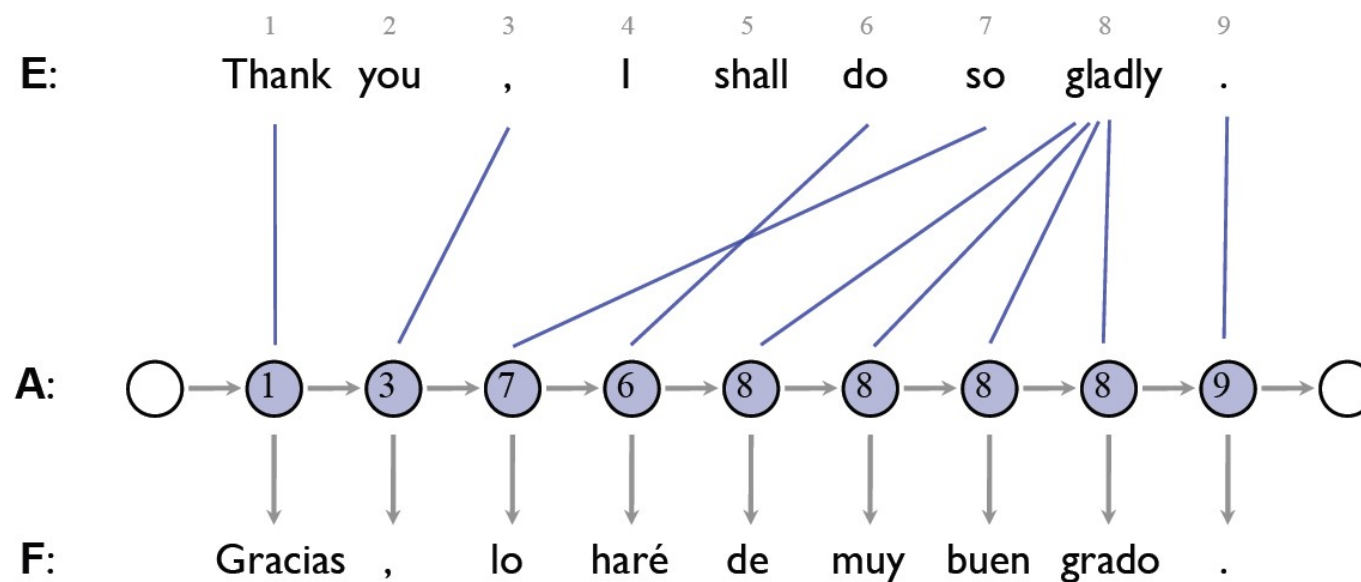 1 2 3 4 5 6 7 8 9
E: Thank you , I shall do so gladly .
A: 1 3 7 6 8 8 8 8 9
F: Gracias , lo haré de muy buen grado .